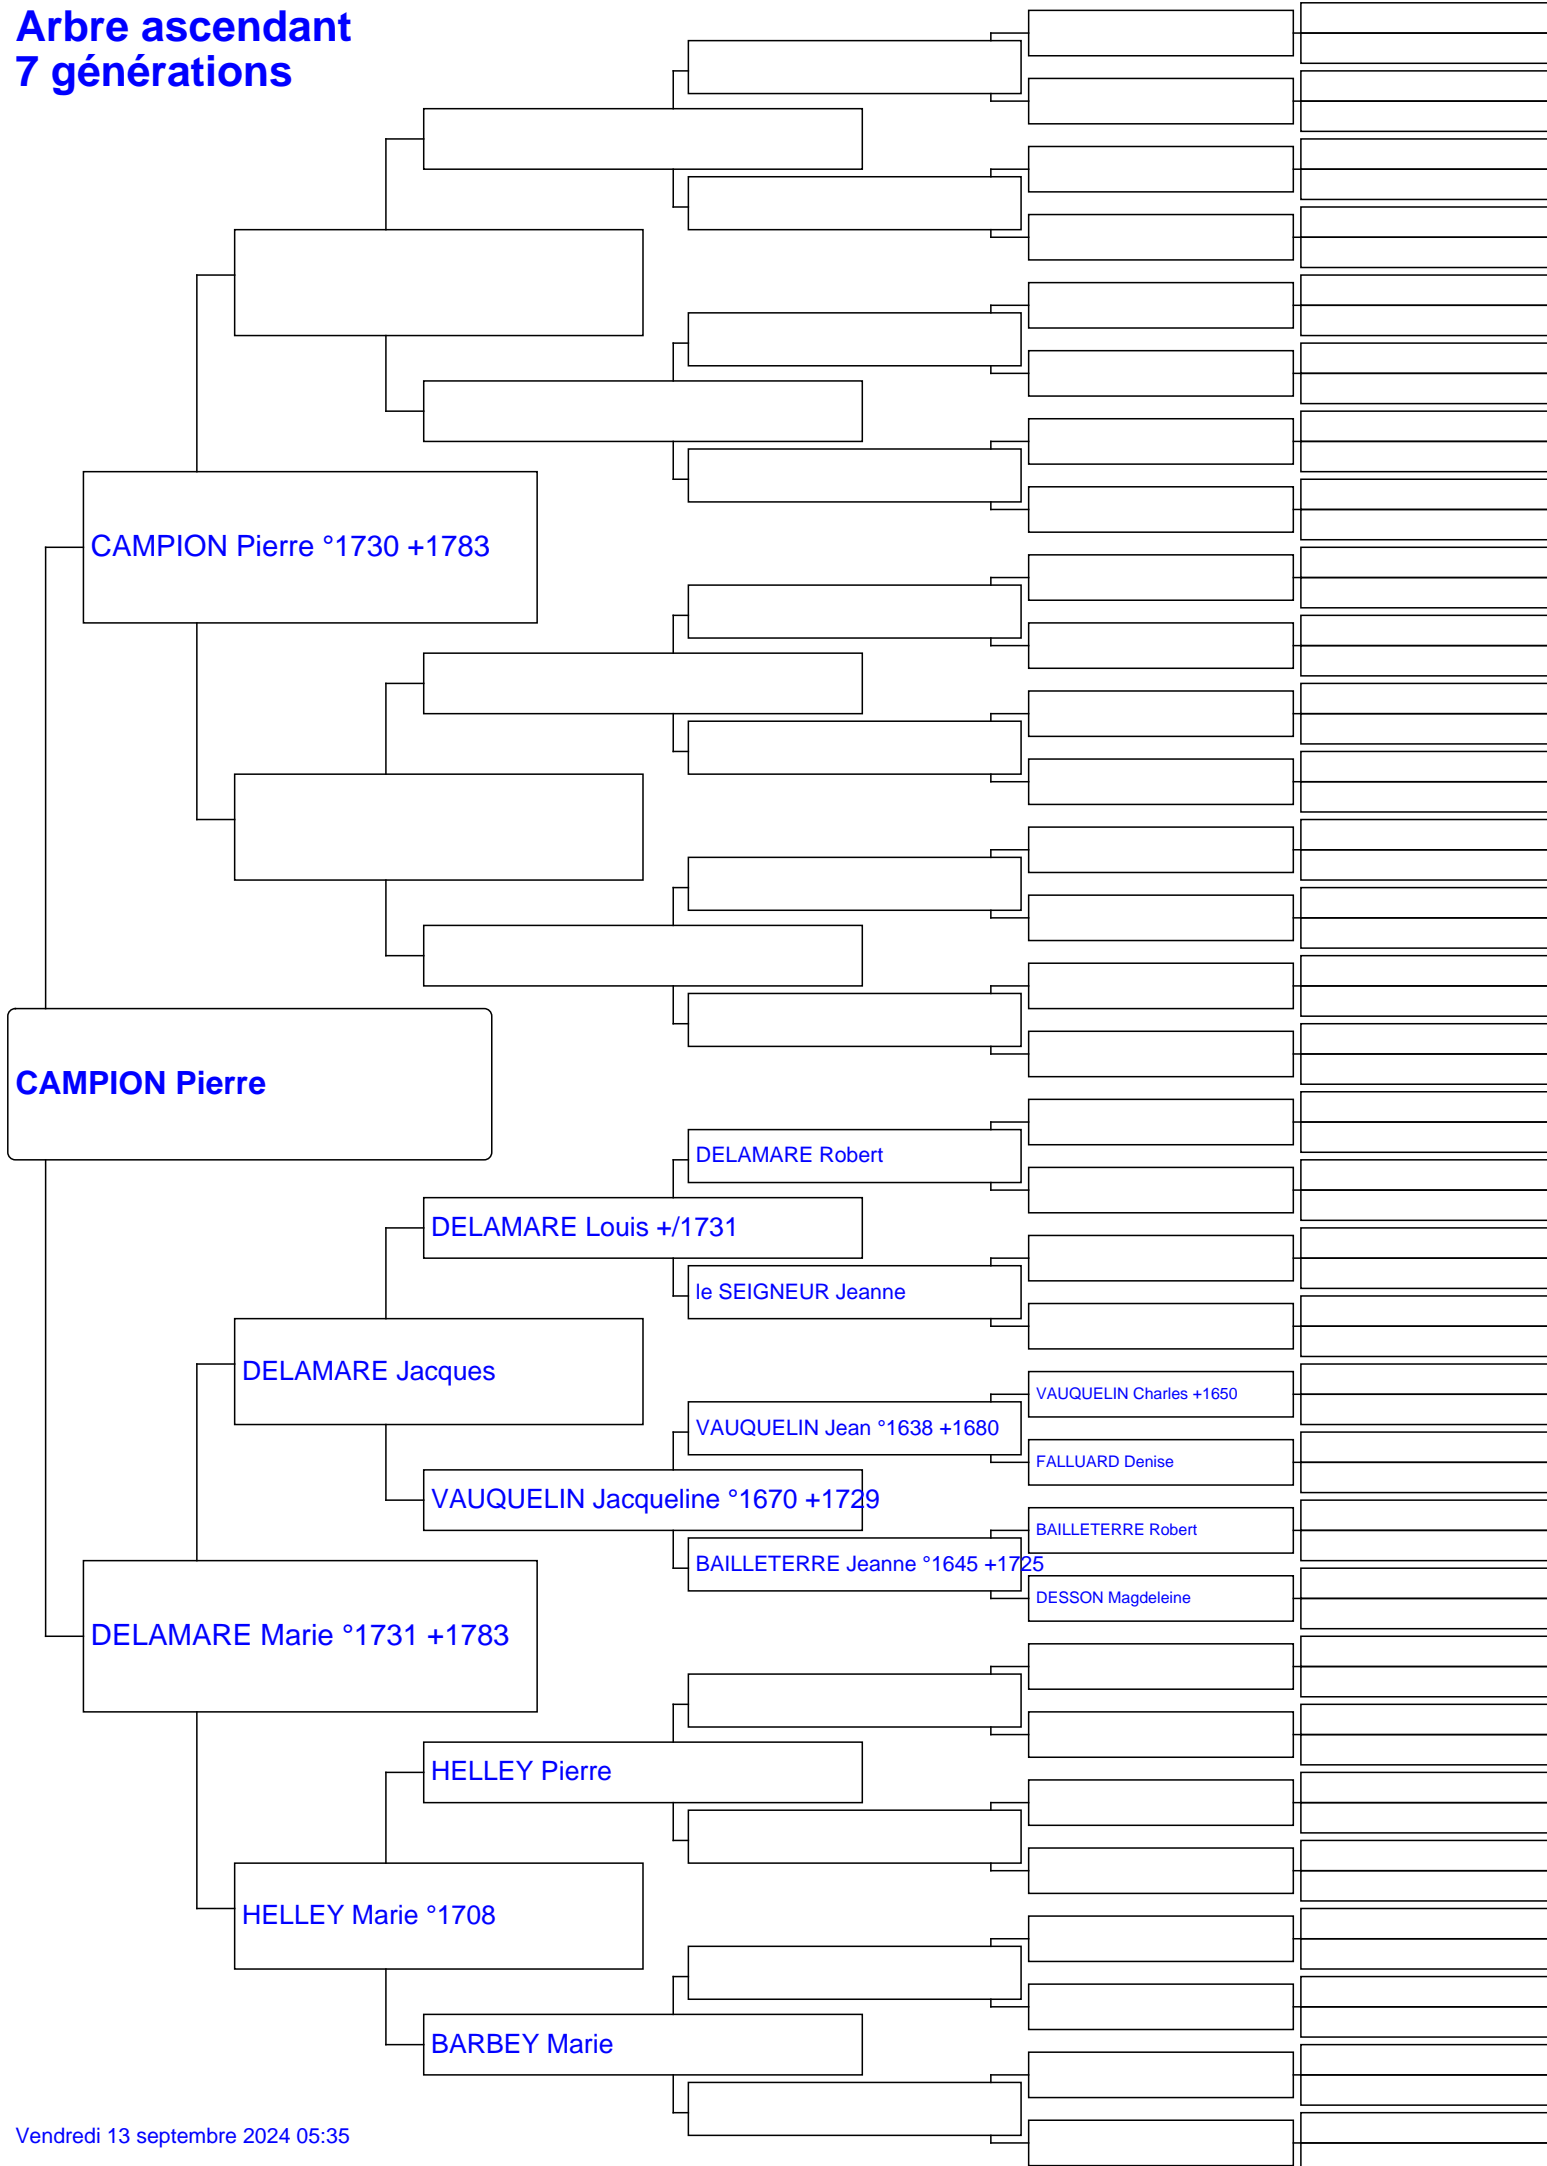 Arbre ascendant
7 générations
CAMPION Pierre °1730 +1783
CAMPION Pierre
DELAMARE Robert
DELAMARE Louis +/1731
le SEIGNEUR Jeanne
DELAMARE Jacques
VAUQUELIN Charles +1650
VAUQUELIN Jean °1638 +1680
FALLUARD Denise
VAUQUELIN Jacqueline °1670 +1729
BAILLETERRE Robert
BAILLETERRE Jeanne °1645 +1725
DESSON Magdeleine
DELAMARE Marie °1731 +1783
HELLEY Pierre
HELLEY Marie °1708
BARBEY Marie
Vendredi 13 septembre 2024 05:35